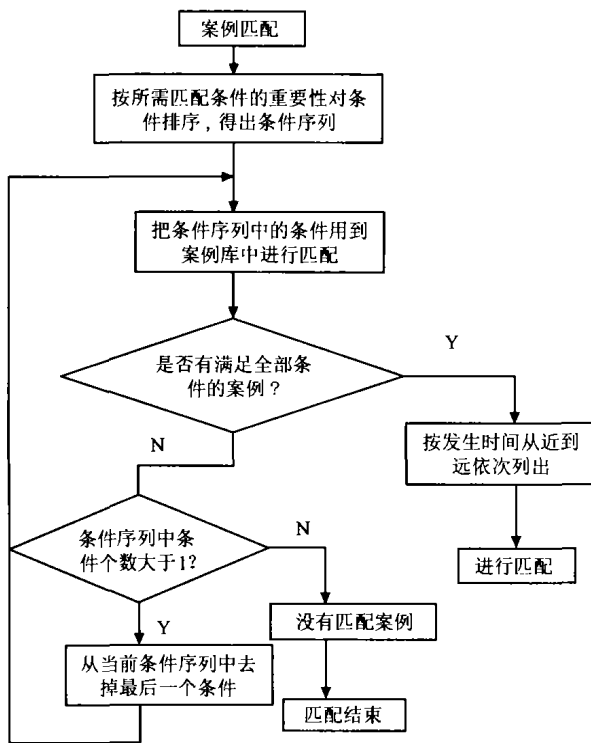 案例匹配
按所需匹配条件的重要性对条
件排序，得出条件序列
把条件序列中的条件用到
案例库中进行匹配
是否有满足全部条
件的案例？
Y
N
按发生时间从近到
远依次列出
条件序列中条
件个数大于1?
N
进行匹配
Y
没有匹配案例
从当前条件序列中去
掉最后一个条件
匹配结束